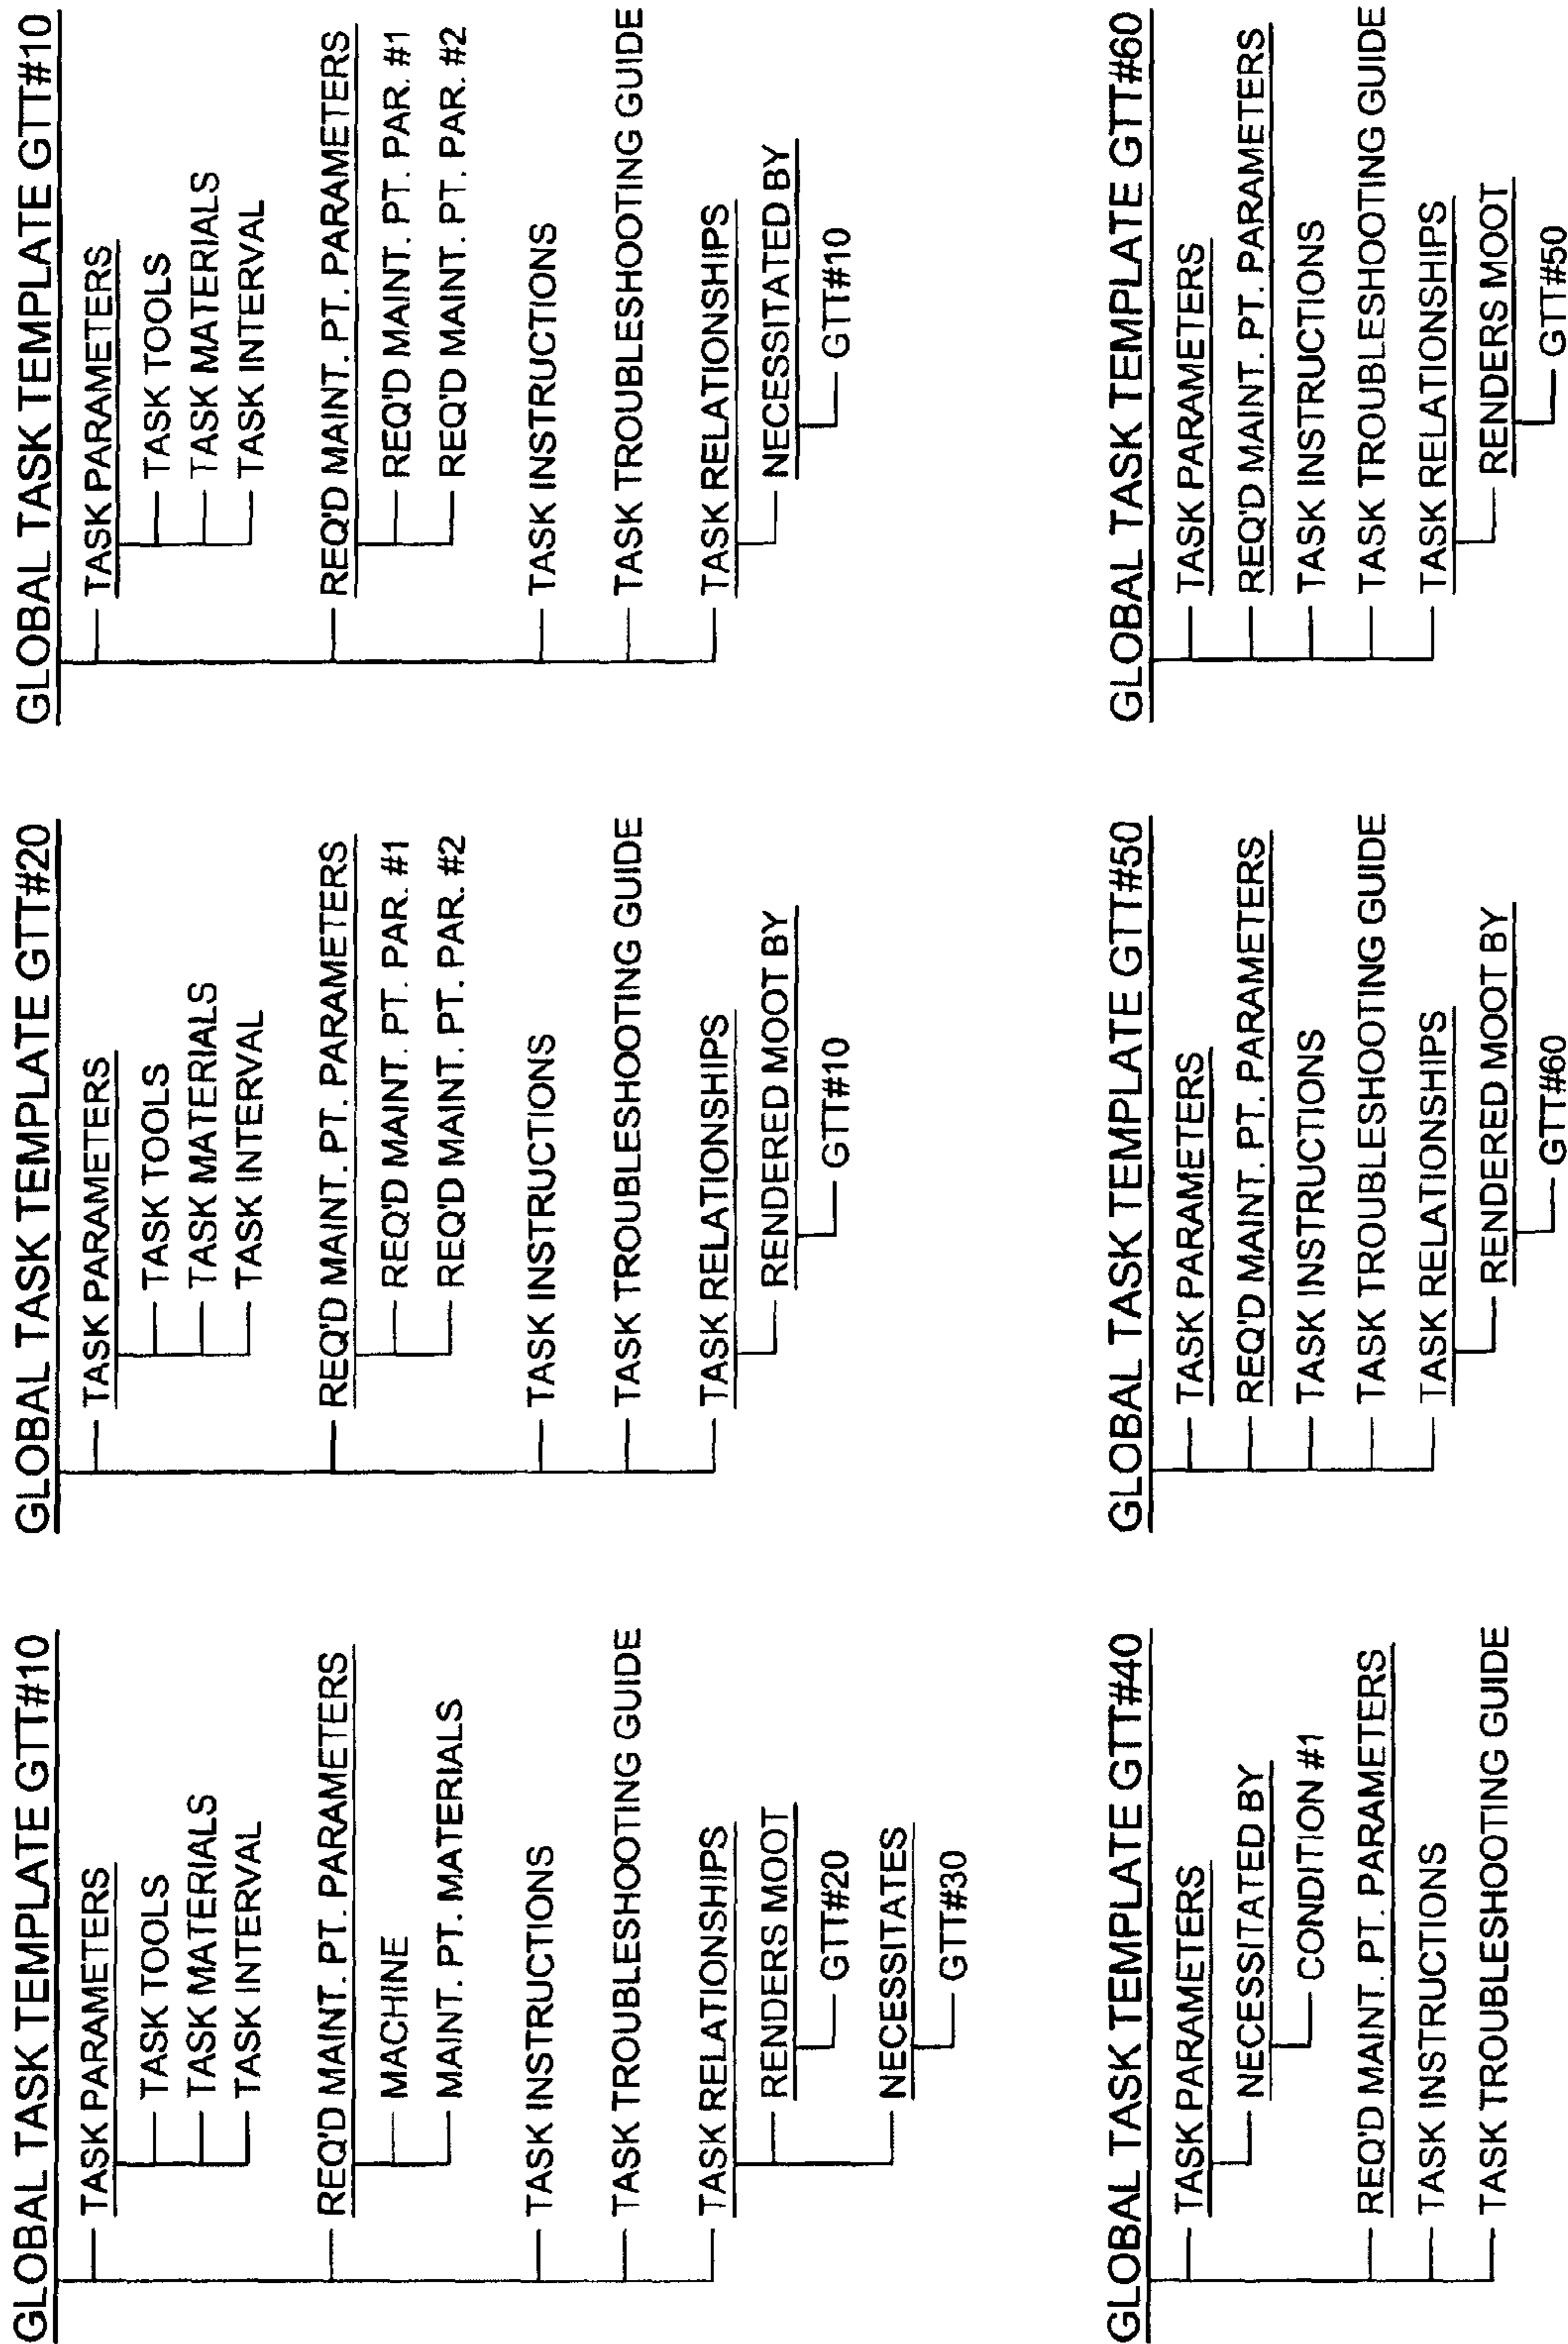 GLOBAL TASK TEMPLATE GTT#10
TASK PARAMETERS
TASK TOOLS
TASK MATERIALS
TASK INTERVAL
REQ'D MAINT. PT. PARAMETERS
MACHINE
MAINT. PT. MATERIALS
TASK INSTRUCTIONS
TASK TROUBLESHOOTING GUIDE
TASK RELATIONSHIPS
RENDERS MOOT
GTT#20
NECESSITATES
GTT#30
GLOBAL TASK TEMPLATE GTT#20
TASK PARAMETERS
TASK TOOLS
TASK MATERIALS
TASK INTERVAL
REQ'D MAINT. PT. PARAMETERS
REQ'D MAINT. PT. PAR. #1
REQ'D MAINT. PT. PAR. #2
TASK INSTRUCTIONS
TASK TROUBLESHOOTING GUIDE
TASK RELATIONSHIPS
RENDERED MOOT BY
GTT#10
GLOBAL TASK TEMPLATE GTT#10
TASK PARAMETERS
TASK TOOLS
TASK MATERIALS
TASK INTERVAL
REQ'D MAINT. PT. PARAMETERS
REQ'D MAINT. PT. PAR. #1
REQ'D MAINT. PT. PAR. #2
TASK INSTRUCTIONS
TASK TROUBLESHOOTING GUIDE
TASK RELATIONSHIPS
NECESSITATED BY
GTT#10
GLOBAL TASK TEMPLATE GTT#40
TASK PARAMETERS
NECESSITATED BY
CONDITION #1
REQ'D MAINT. PT. PARAMETERS
TASK INSTRUCTIONS
TASK TROUBLESHOOTING GUIDE
GLOBAL TASK TEMPLATE GTT#50
TASK PARAMETERS
REQ'D MAINT. PT. PARAMETERS
TASK INSTRUCTIONS
TASK TROUBLESHOOTING GUIDE
TASK RELATIONSHIPS
RENDERED MOOT BY
GTT#60
GLOBAL TASK TEMPLATE GTT#60
TASK PARAMETERS
REQ'D MAINT. PT. PARAMETERS
TASK INSTRUCTIONS
TASK TROUBLESHOOTING GUIDE
TASK RELATIONSHIPS
RENDERS MOOT
GTT#50